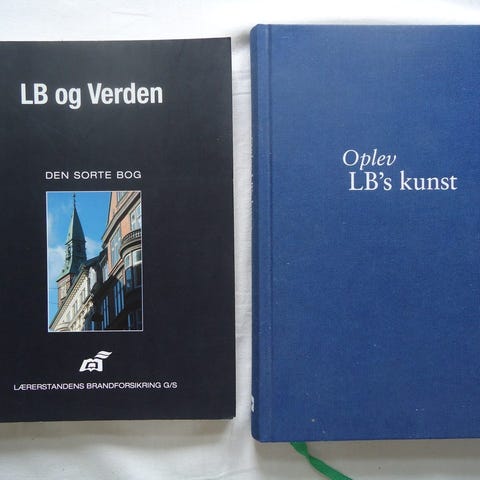 LB og Verden
DEN SORTE BOG
LÆRERSTANDENS BRANDFORSIKRING G/S
Oplev
LB's kunst